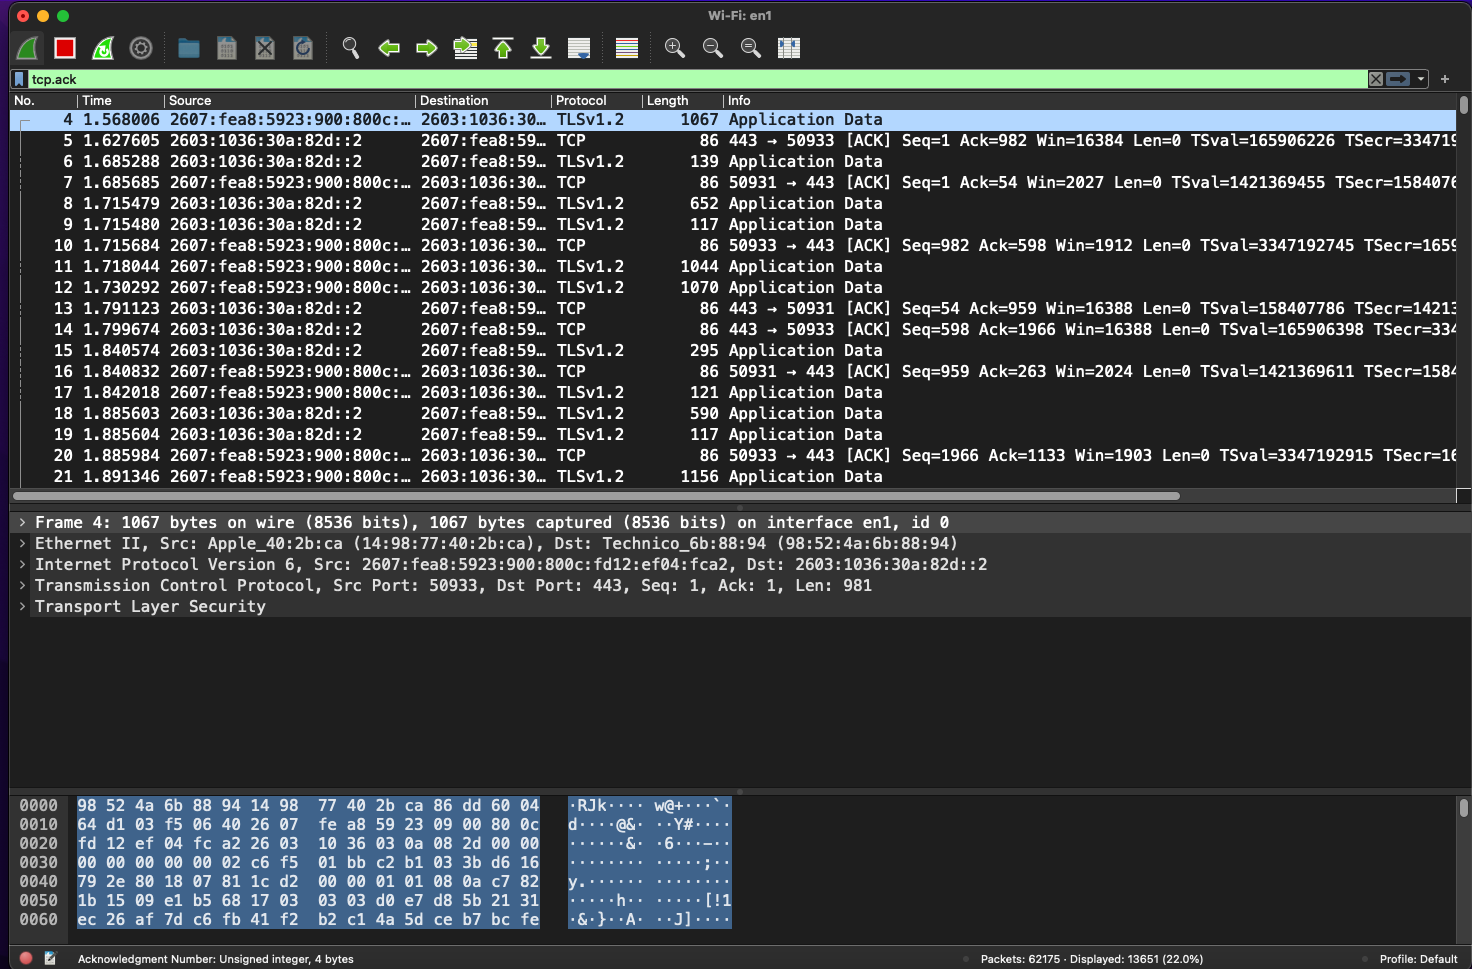 Wi-Fi: en1
tcp.ack
No. Time Source Destination Protocol Length Info
4 1.568006 2607:fea8:5923:900:800c:… 2603:1036:30… TLSv1.2 1067 Application Data
5 1.627605 2603:1036:30a:82d::2 2607:fea8:59… TCP 86 443 → 50933 [ACK] Seq=1 Ack=982 Win=16384 Len=0 TSval=165906226 TSecr=334719
6 1.685288 2603:1036:30a:82d::2 2607:fea8:59… TLSv1.2 139 Application Data
7 1.685685 2607:fea8:5923:900:800c:… 2603:1036:30… TCP 86 50931 → 443 [ACK] Seq=1 Ack=54 Win=2027 Len=0 TSval=1421369455 TSecr=1584076
8 1.715479 2603:1036:30a:82d::2 2607:fea8:59… TLSv1.2 652 Application Data
9 1.715480 2603:1036:30a:82d::2 2607:fea8:59… TLSv1.2 117 Application Data
10 1.715684 2607:fea8:5923:900:800c:… 2603:1036:30… TCP 86 50933 → 443 [ACK] Seq=982 Ack=598 Win=1912 Len=0 TSval=3347192745 TSecr=1659
11 1.718044 2607:fea8:5923:900:800c:… 2603:1036:30… TLSv1.2 1044 Application Data
12 1.730292 2607:fea8:5923:900:800c:… 2603:1036:30… TLSv1.2 1070 Application Data
13 1.791123 2603:1036:30a:82d::2 2607:fea8:59… TCP 86 443 → 50931 [ACK] Seq=54 Ack=959 Win=16388 Len=0 TSval=158407786 TSecr=14213
14 1.799674 2603:1036:30a:82d::2 2607:fea8:59… TCP 86 443 → 50933 [ACK] Seq=598 Ack=1966 Win=16388 Len=0 TSval=165906398 TSecr=334
15 1.840574 2603:1036:30a:82d::2 2607:fea8:59… TLSv1.2 295 Application Data
16 1.840832 2607:fea8:5923:900:800c:… 2603:1036:30… TCP 86 50931 → 443 [ACK] Seq=959 Ack=263 Win=2024 Len=0 TSval=1421369611 TSecr=1584
17 1.842018 2607:fea8:5923:900:800c:… 2603:1036:30… TLSv1.2 121 Application Data
18 1.885603 2603:1036:30a:82d::2 2607:fea8:59… TLSv1.2 590 Application Data
19 1.885604 2603:1036:30a:82d::2 2607:fea8:59… TLSv1.2 117 Application Data
20 1.885984 2607:fea8:5923:900:800c:… 2603:1036:30… TCP 86 50933 → 443 [ACK] Seq=1966 Ack=1133 Win=1903 Len=0 TSval=3347192915 TSecr=16
21 1.891346 2607:fea8:5923:900:800c:… 2603:1036:30… TLSv1.2 1156 Application Data
Frame 4: 1067 bytes on wire (8536 bits), 1067 bytes captured (8536 bits) on interface en1, id 0
Ethernet II, Src: Apple_40:2b:ca (14:98:77:40:2b:ca), Dst: Technico_6b:88:94 (98:52:4a:6b:88:94)
Internet Protocol Version 6, Src: 2607:fea8:5923:900:800c:fd12:ef04:fca2, Dst: 2603:1036:30a:82d::2
Transmission Control Protocol, Src Port: 50933, Dst Port: 443, Seq: 1, Ack: 1, Len: 981
Transport Layer Security
0000 98 52 4a 6b 88 94 14 98 77 40 2b ca 86 dd 60 04 ·RJk···· w@+···`·
0010 64 d1 03 f5 06 40 26 07 fe a8 59 23 09 00 80 0c d····@&· ··Y#····
0020 fd 12 ef 04 fc a2 26 03 10 36 03 0a 08 2d 00 00 ······&· ·6···-··
0030 00 00 00 00 00 02 c6 f5 01 bb c2 b1 03 3b d6 16 ········ ·····;··
0040 79 2e 80 18 07 81 1c d2 00 00 01 01 08 0a c7 82 y.······ ········
0050 1b 15 09 e1 b5 68 17 03 03 03 d0 e7 d8 5b 21 31 ·····h·· ·····[!1
0060 ec 26 af 7d c6 fb 41 f2 b2 c1 4a 5d ce b7 bc fe ·&·}··A· ··J]····
Acknowledgment Number: Unsigned integer, 4 bytes Packets: 62175 · Displayed: 13651 (22.0%) Profile: Default